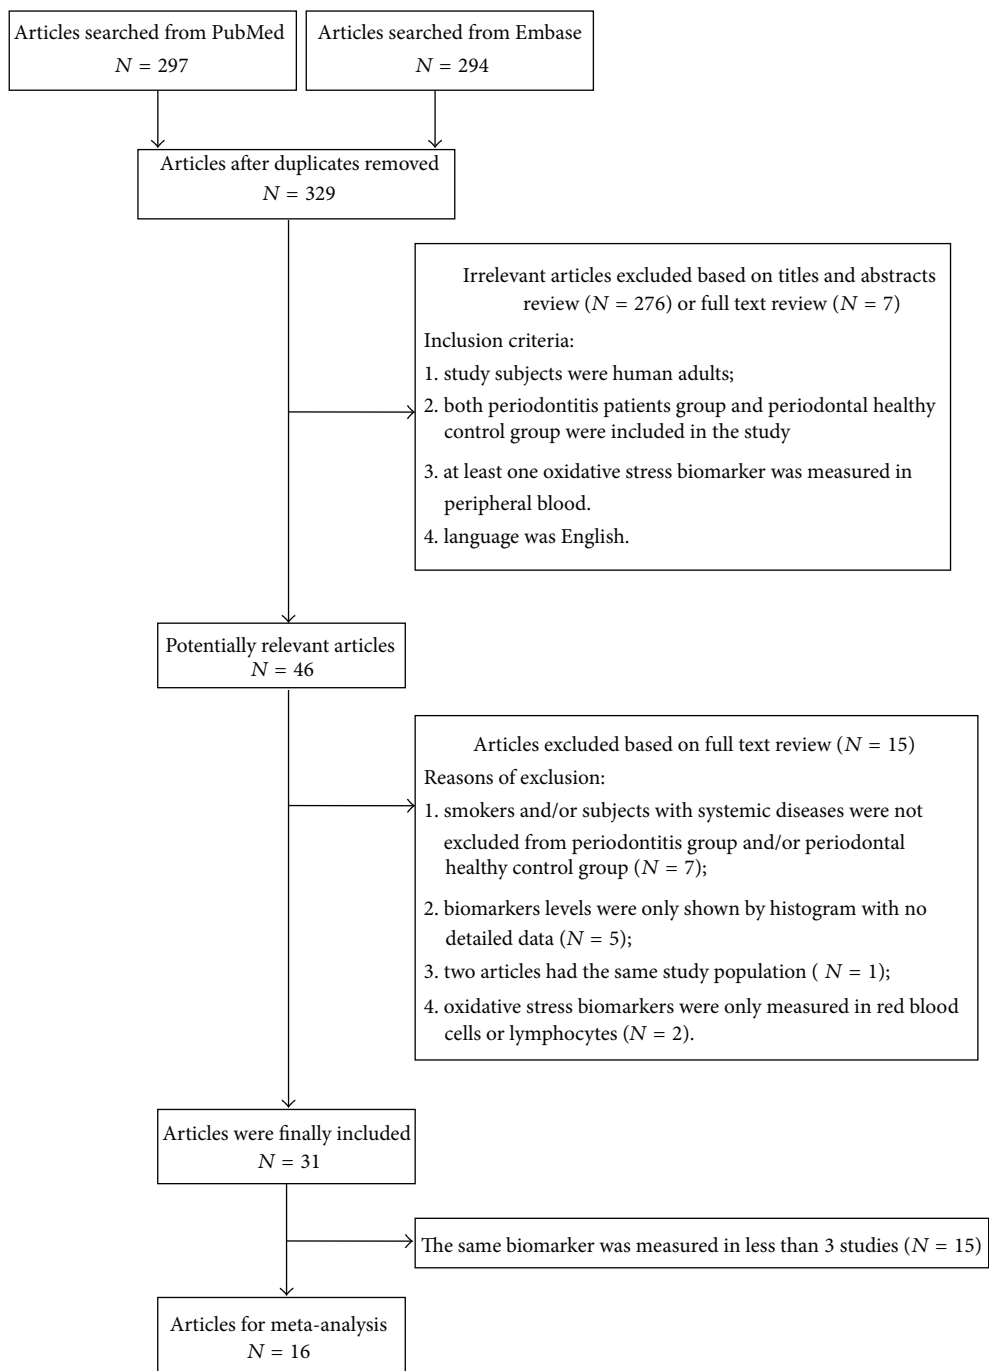 Articles searched from PubMed
N = 297
Articles searched from Embase
N = 294
Articles after duplicates removed
N = 329
Irrelevant articles excluded based on titles and abstracts
review (N = 276) or full text review (N = 7)
Inclusion criteria:
1. study subjects were human adults;
2. both periodontitis patients group and periodontal healthy
control group were included in the study
3. at least one oxidative stress biomarker was measured in
peripheral blood.
4. language was English.
Potentially relevant articles
N = 46
Articles excluded based on full text review (N = 15)
Reasons of exclusion:
1. smokers and/or subjects with systemic diseases were not
excluded from periodontitis group and/or periodontal
healthy control group (N = 7);
2. biomarkers levels were only shown by histogram with no
detailed data (N = 5);
3. two articles had the same study population ( N = 1);
4. oxidative stress biomarkers were only measured in red blood
cells or lymphocytes (N = 2).
Articles were finally included
N = 31
The same biomarker was measured in less than 3 studies (N = 15)
Articles for meta-analysis
N = 16